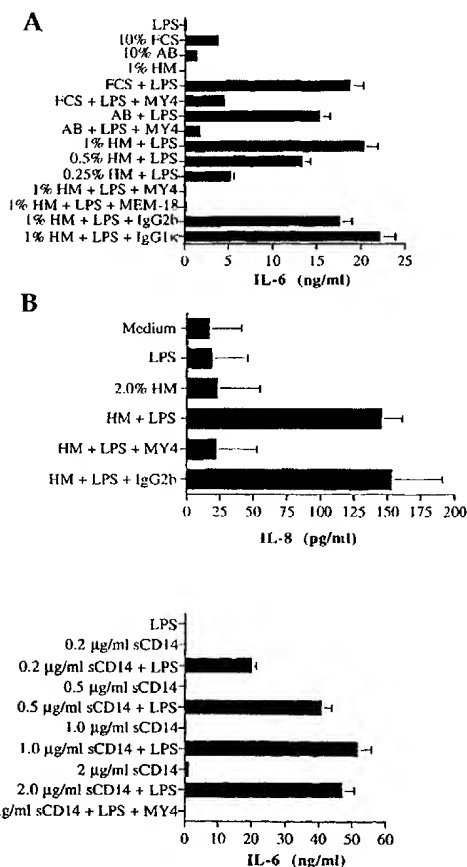 A
LPS
10% FCS
10% AB
1% HM
FCS + LPS
FCS + LPS + MY4
AB + LPS
AB + LPS + MY4
1% HM + LPS
0.5% HM + LPS
0.25% HM + LPS
1% HM + LPS + MY4
1% HM + LPS + MEM-18
1% HM + LPS + IgG2b
1% HM + LPS + IgG1κ
0 5 10 15 20 25
IL-6 (ng/ml)
B
Medium
LPS
2.0% HM
HM + LPS
HM + LPS + MY4
HM + LPS + IgG2b
0 25 50 75 100 125 150 175 200
IL-8 (pg/ml)
LPS
0.2 µg/ml sCD14
0.2 µg/ml sCD14 + LPS
0.5 µg/ml sCD14
0.5 µg/ml sCD14 + LPS
1.0 µg/ml sCD14
1.0 µg/ml sCD14 + LPS
2 µg/ml sCD14
2.0 µg/ml sCD14 + LPS
g/ml sCD14 + LPS + MY4
0 10 20 30 40 50 60
IL-6 (ng/ml)